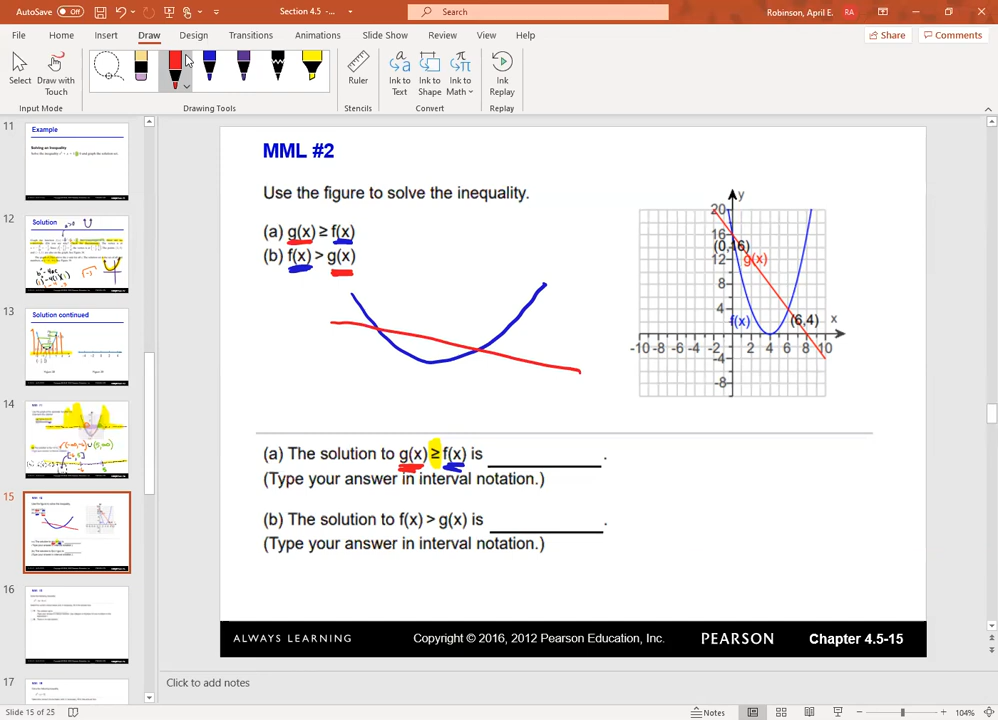 AutoSave Off
Section 4.5 -...
Search
Robinson, April E.
RA
File Home Insert Draw Design Transitions Animations Slide Show Review View Help
Share
Comments
Select
Draw with
Touch
Ruler
Ink to
Text
Ink to
Shape
Ink to
Math
Ink
Replay
Input Mode
Drawing Tools
Stencils
Convert
Replay
11
Example
12
Solution
13
Solution continued
14
15
16
17
MML #2
Use the figure to solve the inequality.
(a) g(x) ≥ f(x)
(b) f(x) > g(x)
y
20
(0,16)
12
g(x)
8
4
f(x)
(6,4)
x
-10 -8 -6 -4 -2 2 4 6 8 10
-4
-8
(a) The solution to g(x) ≥ f(x) is ________.
(Type your answer in interval notation.)
(b) The solution to f(x) > g(x) is ________.
(Type your answer in interval notation.)
ALWAYS LEARNING
Copyright © 2016, 2012 Pearson Education, Inc.
PEARSON
Chapter 4.5-15
Click to add notes
Slide 15 of 25
Notes
104%